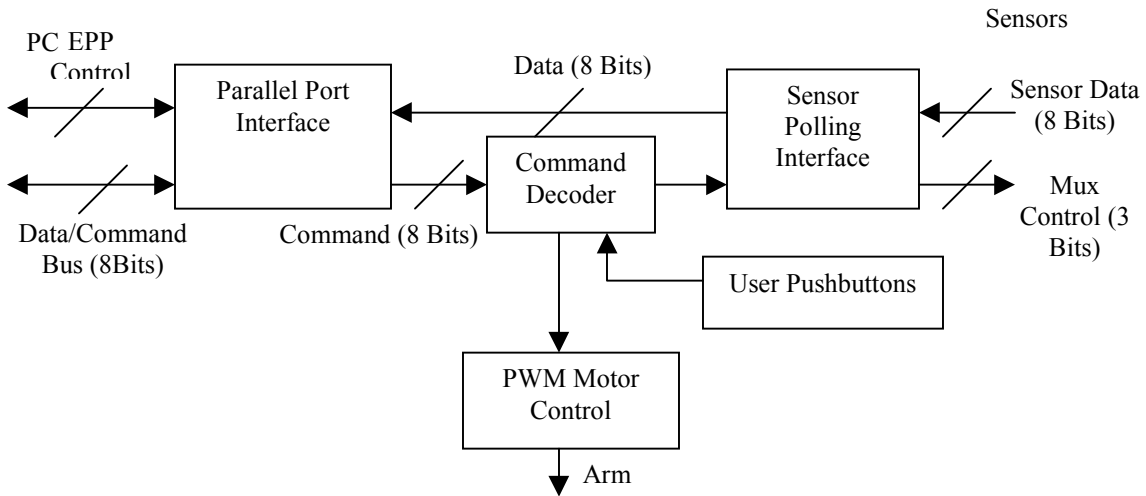 Sensors
PC EPP
Control
Parallel Port
Interface
Data (8 Bits)
Sensor
Polling
Interface
Sensor Data
(8 Bits)
Command
Decoder
Data/Command
Bus (8Bits)
Command (8 Bits)
Mux
Control (3
Bits)
User Pushbuttons
PWM Motor
Control
Arm